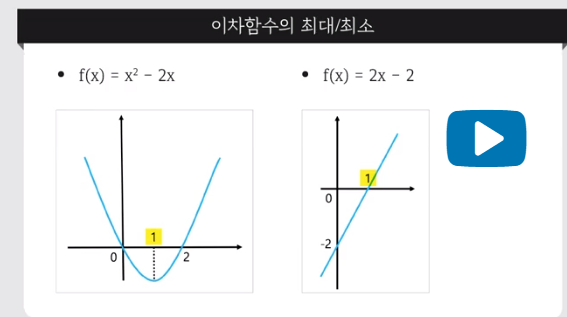 이차함수의 최대/최소
• f(x) = x² − 2x
• f(x) = 2x − 2
1
0
2
1
0
-2